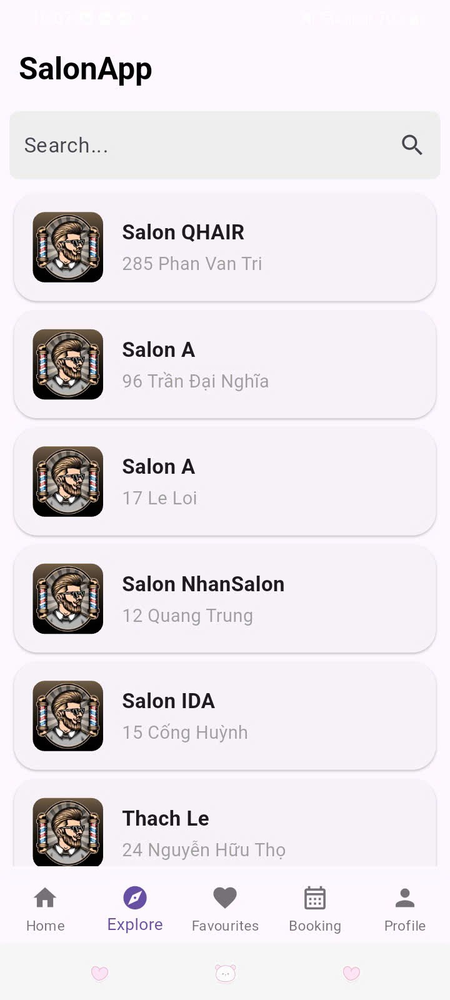 SalonApp
Search...
Salon QHAIR
285 Phan Van Tri
Salon A
96 Trần Đại Nghĩa
Salon A
17 Le Loi
Salon NhanSalon
12 Quang Trung
Salon IDA
15 Cống Huỳnh
Thach Le
24 Nguyễn Hữu Thọ
Home
Explore
Favourites
Booking
Profile